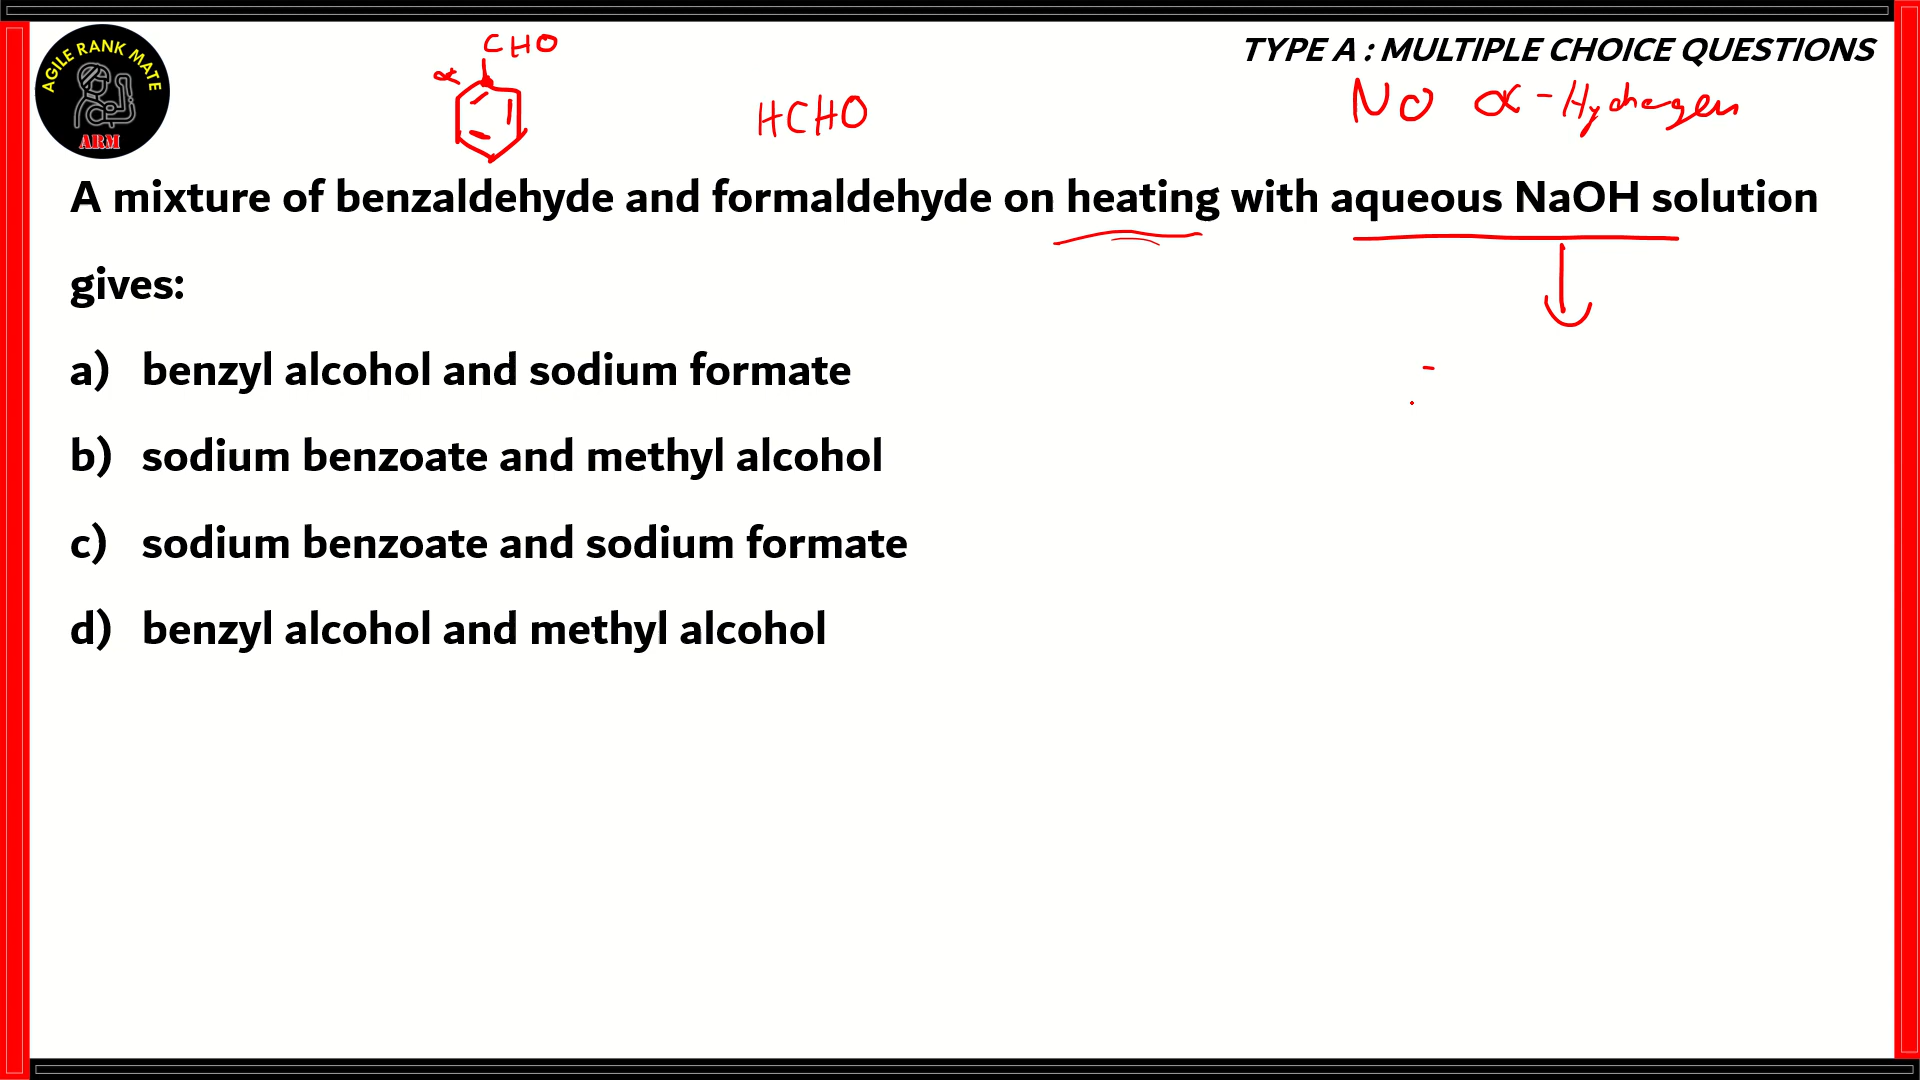 AGILE RANK MATE
ARM
CHO
α
HCHO
TYPE A : MULTIPLE CHOICE QUESTIONS
NO α - Hydrogen
A mixture of benzaldehyde and formaldehyde on heating with aqueous NaOH solution
gives:
a) benzyl alcohol and sodium formate
b) sodium benzoate and methyl alcohol
c) sodium benzoate and sodium formate
d) benzyl alcohol and methyl alcohol